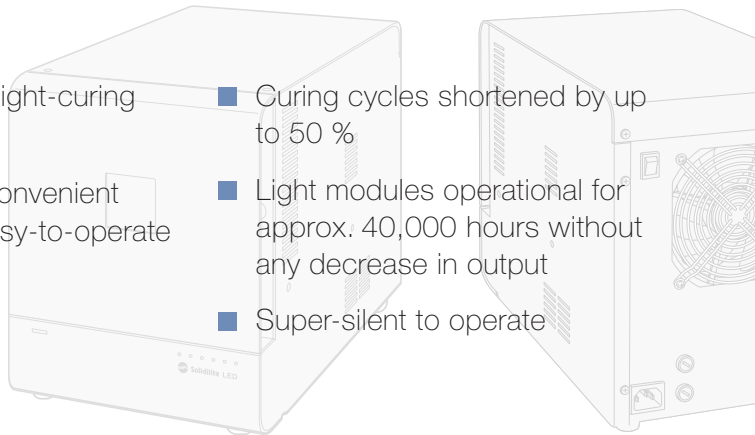 ight-curing
onvenient
sy-to-operate
Curing cycles shortened by up
to 50 %
Light modules operational for
approx. 40,000 hours without
any decrease in output
Super-silent to operate
Solidilite LED